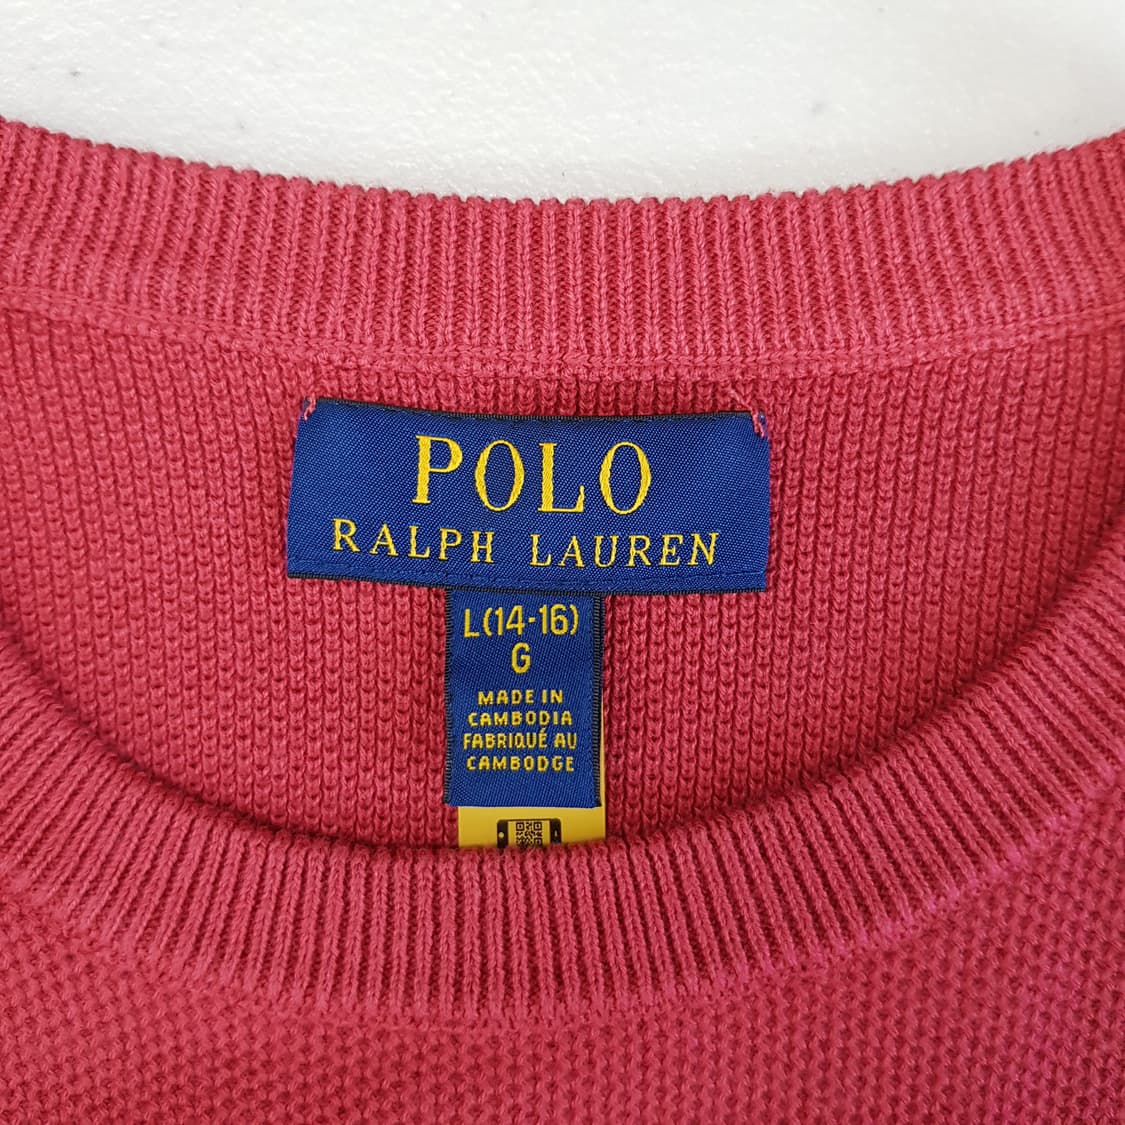 POLO
RALPH LAUREN
L(14-16)
G
MADE IN
CAMBODIA
FABRIQUÉ AU
CAMBODGE